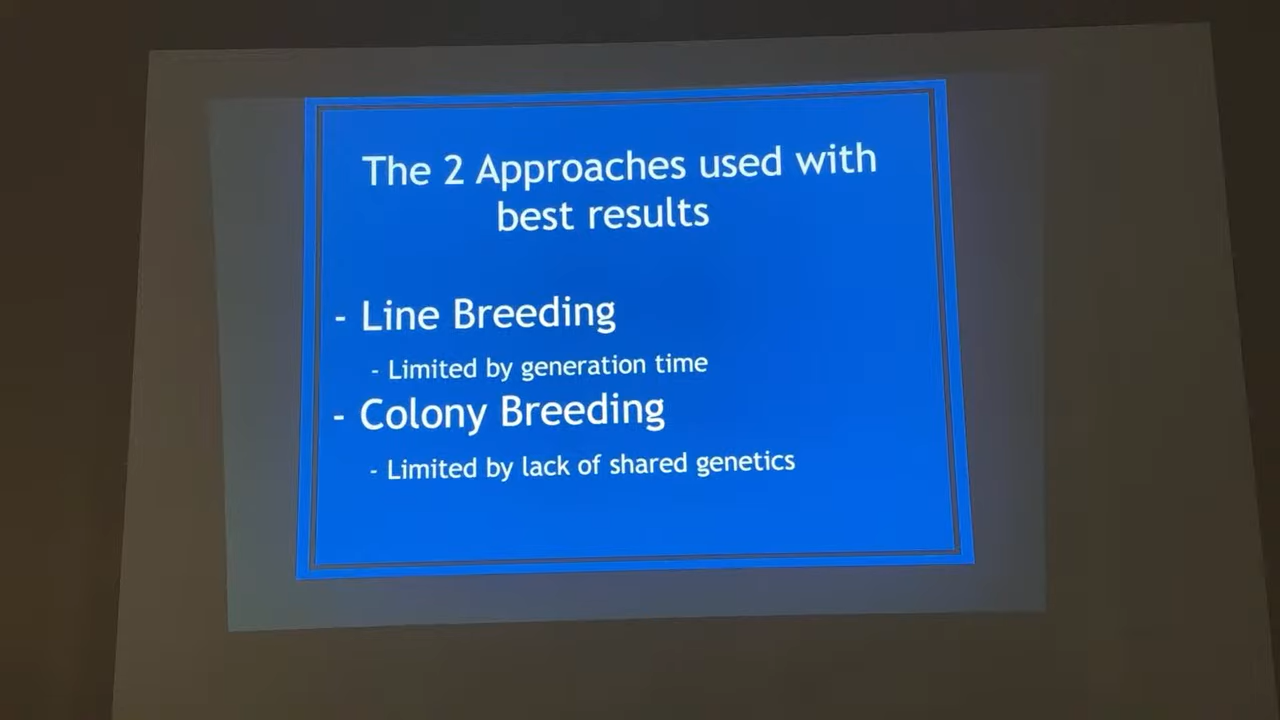 The 2 Approaches used with
best results
- Line Breeding
- Limited by generation time
- Colony Breeding
- Limited by lack of shared genetics